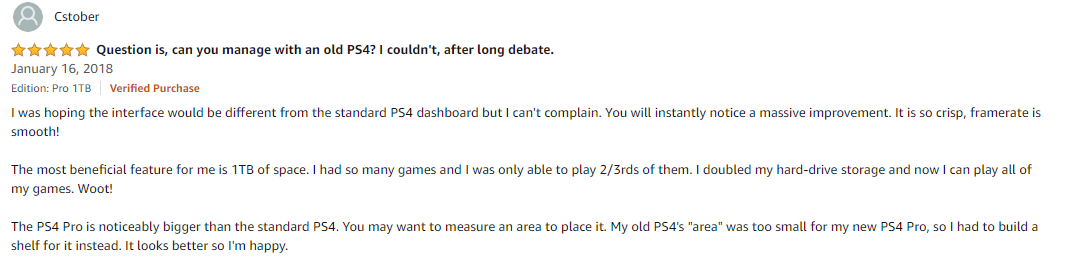 Cstober
Question is, can you manage with an old PS4? I couldn't, after long debate.
January 16, 2018
Edition: Pro 1TB | Verified Purchase
I was hoping the interface would be different from the standard PS4 dashboard but I can't complain. You will instantly notice a massive improvement. It is so crisp, framerate is
smooth!
The most beneficial feature for me is 1TB of space. I had so many games and I was only able to play 2/3rds of them. I doubled my hard-drive storage and now I can play all of
my games. Woot!
The PS4 Pro is noticeably bigger than the standard PS4. You may want to measure an area to place it. My old PS4's "area" was too small for my new PS4 Pro, so I had to build a
shelf for it instead. It looks better so I'm happy.